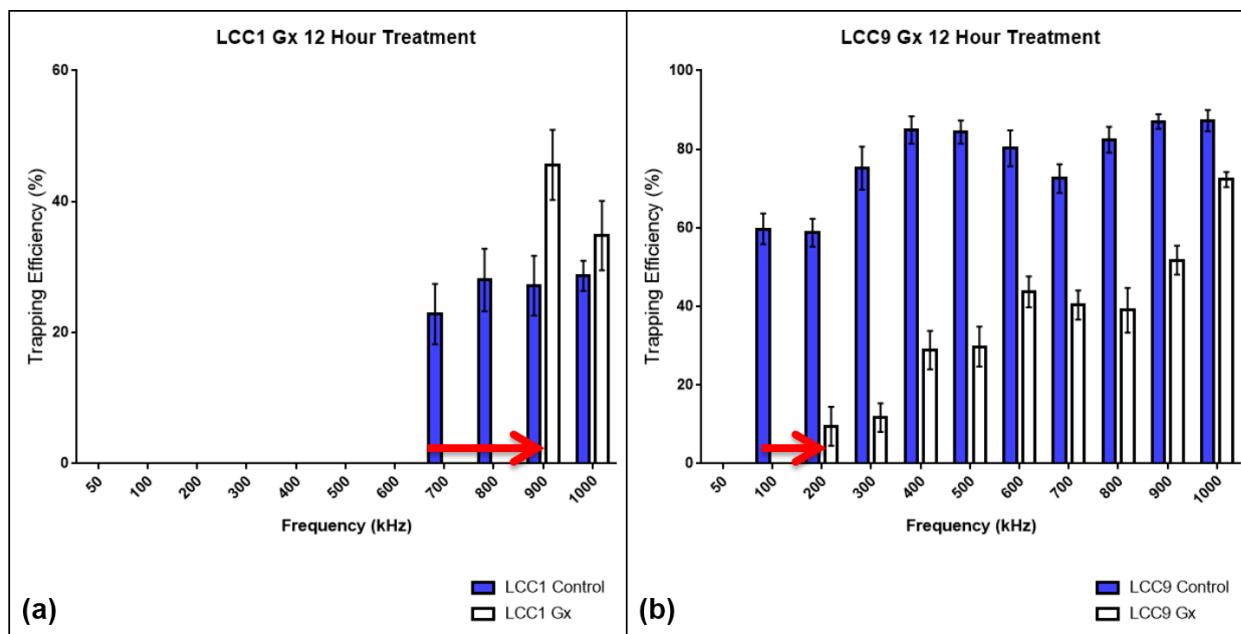 LCC1 Gx 12 Hour Treatment
60
40
20
0
Trapping Efficiency (%)
50 100 200 300 400 500 600 700 800 900 1000
Frequency (kHz)
LCC1 Control
LCC1 Gx
(a)
LCC9 Gx 12 Hour Treatment
100
80
60
40
20
0
Trapping Efficiency (%)
50 100 200 300 400 500 600 700 800 900 1000
Frequency (kHz)
LCC9 Control
LCC9 Gx
(b)